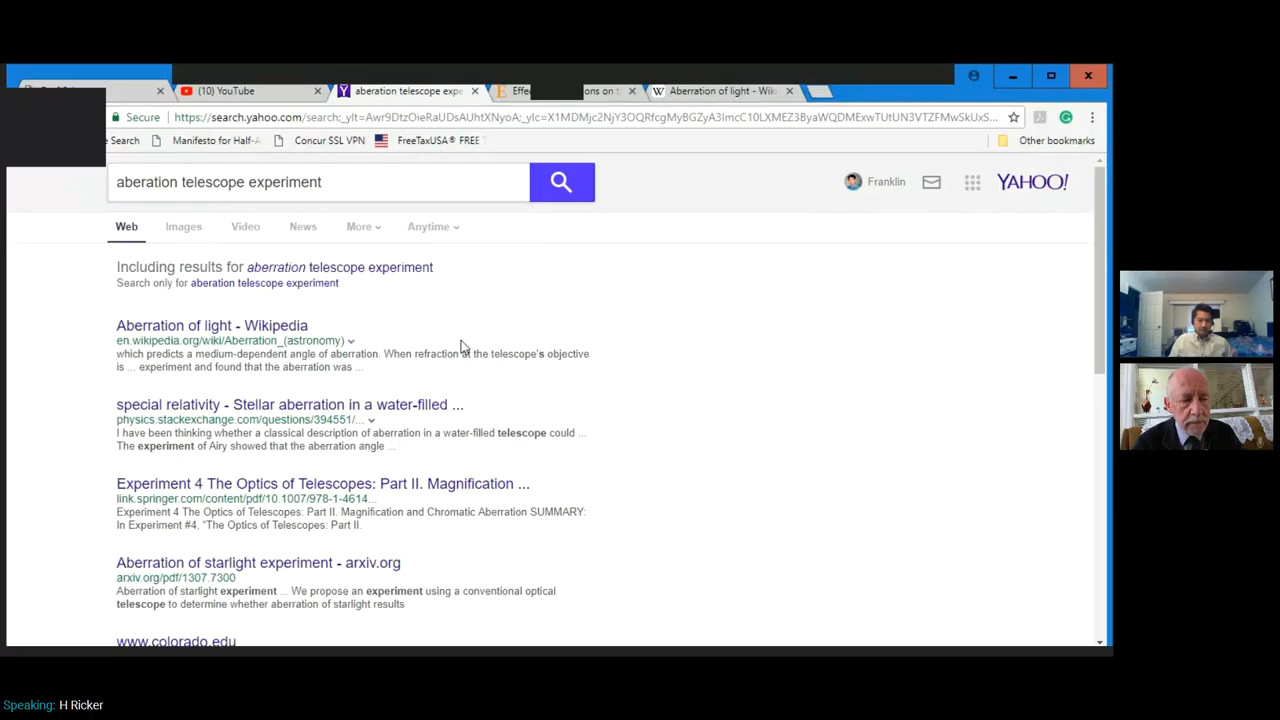 (10) YouTube
aberation telescope expe
Effe
ons on t
Aberration of light - Wiki
Secure
https://search.yahoo.com/search;_ylt=Awr9DtzOieRaUDsAUHtXNyoA;_ylc=X1MDMjc2NjY3OQRfcgMyBGZyA3lmcC10LXMEZ3ByaWQDMExwTUtUN3VTZFMwSkUxS...
e Search
Manifesto for Half-A
Concur SSL VPN
FreeTaxUSA® FREE T
Other bookmarks
aberation telescope experiment
Franklin
YAHOO!
Web Images Video News More Anytime
Including results for aberration telescope experiment
Search only for aberation telescope experiment
Aberration of light - Wikipedia
en.wikipedia.org/wiki/Aberration_(astronomy)
which predicts a medium-dependent angle of aberration. When refraction at the telescope's objective
is ... experiment and found that the aberration was ...
special relativity - Stellar aberration in a water-filled ...
physics.stackexchange.com/questions/394551/...
I have been thinking whether a classical description of aberration in a water-filled telescope could ...
The experiment of Airy showed that the aberration angle ...
Experiment 4 The Optics of Telescopes: Part II. Magnification ...
link.springer.com/content/pdf/10.1007/978-1-4614...
Experiment 4 The Optics of Telescopes: Part II. Magnification and Chromatic Aberration SUMMARY:
In Experiment #4, "The Optics of Telescopes: Part II.
Aberration of starlight experiment - arxiv.org
arxiv.org/pdf/1307.7300
Aberration of starlight experiment ... We propose an experiment using a conventional optical
telescope to determine whether aberration of starlight results
www.colorado.edu
Speaking: H Ricker